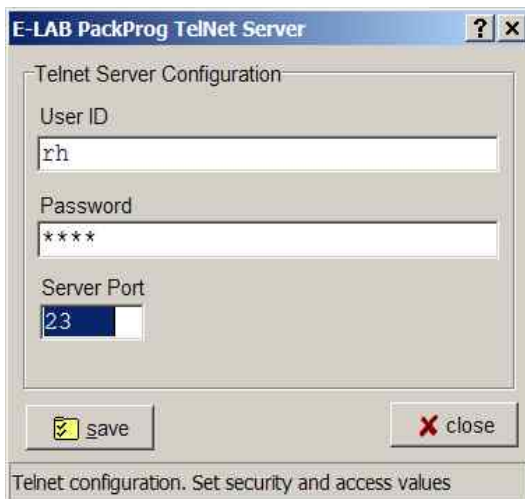 E-LAB PackProg TelNet Server
Telnet Server Configuration
User ID
rh
Password
****
Server Port
23
save
close
Telnet configuration. Set security and access values